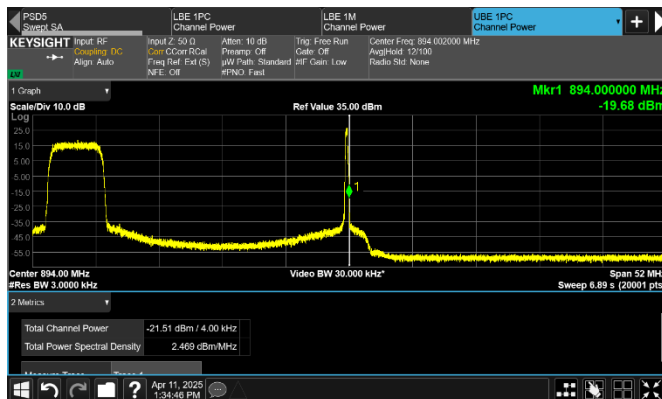 PSD5
Swept SA
LBE 1PC
Channel Power
LBE 1M
Channel Power
UBE 1PC
Channel Power
KEYSIGHT
Input: RF
Coupling: DC
Align: Auto
Input Z: 50 Ω
Corr CCorr RCal
Freq Ref: Ext (S)
NFE: Off
Atten: 10 dB
Preamp: Off
µW Path: Standard
#PNO: Fast
Trig: Free Run
Gate: Off
#IF Gain: Low
Center Freq: 894.002000 MHz
Avg|Hold: 12/100
Radio Std: None
1 Graph
Mkr1 894.000000 MHz
Scale/Div 10.0 dB
Ref Value 35.00 dBm
-19.68 dBm
Log
25.0
15.0
5.00
-5.00
-15.0
-25.0
-35.0
-45.0
-55.0
1
Center 894.00 MHz
Video BW 30.000 kHz*
Span 52 MHz
#Res BW 3.0000 kHz
Sweep 6.89 s (20001 pts)
2 Metrics
Total Channel Power
-21.51 dBm / 4.00 kHz
Total Power Spectral Density
2.469 dBm/MHz
Apr 11, 2025
1:34:46 PM